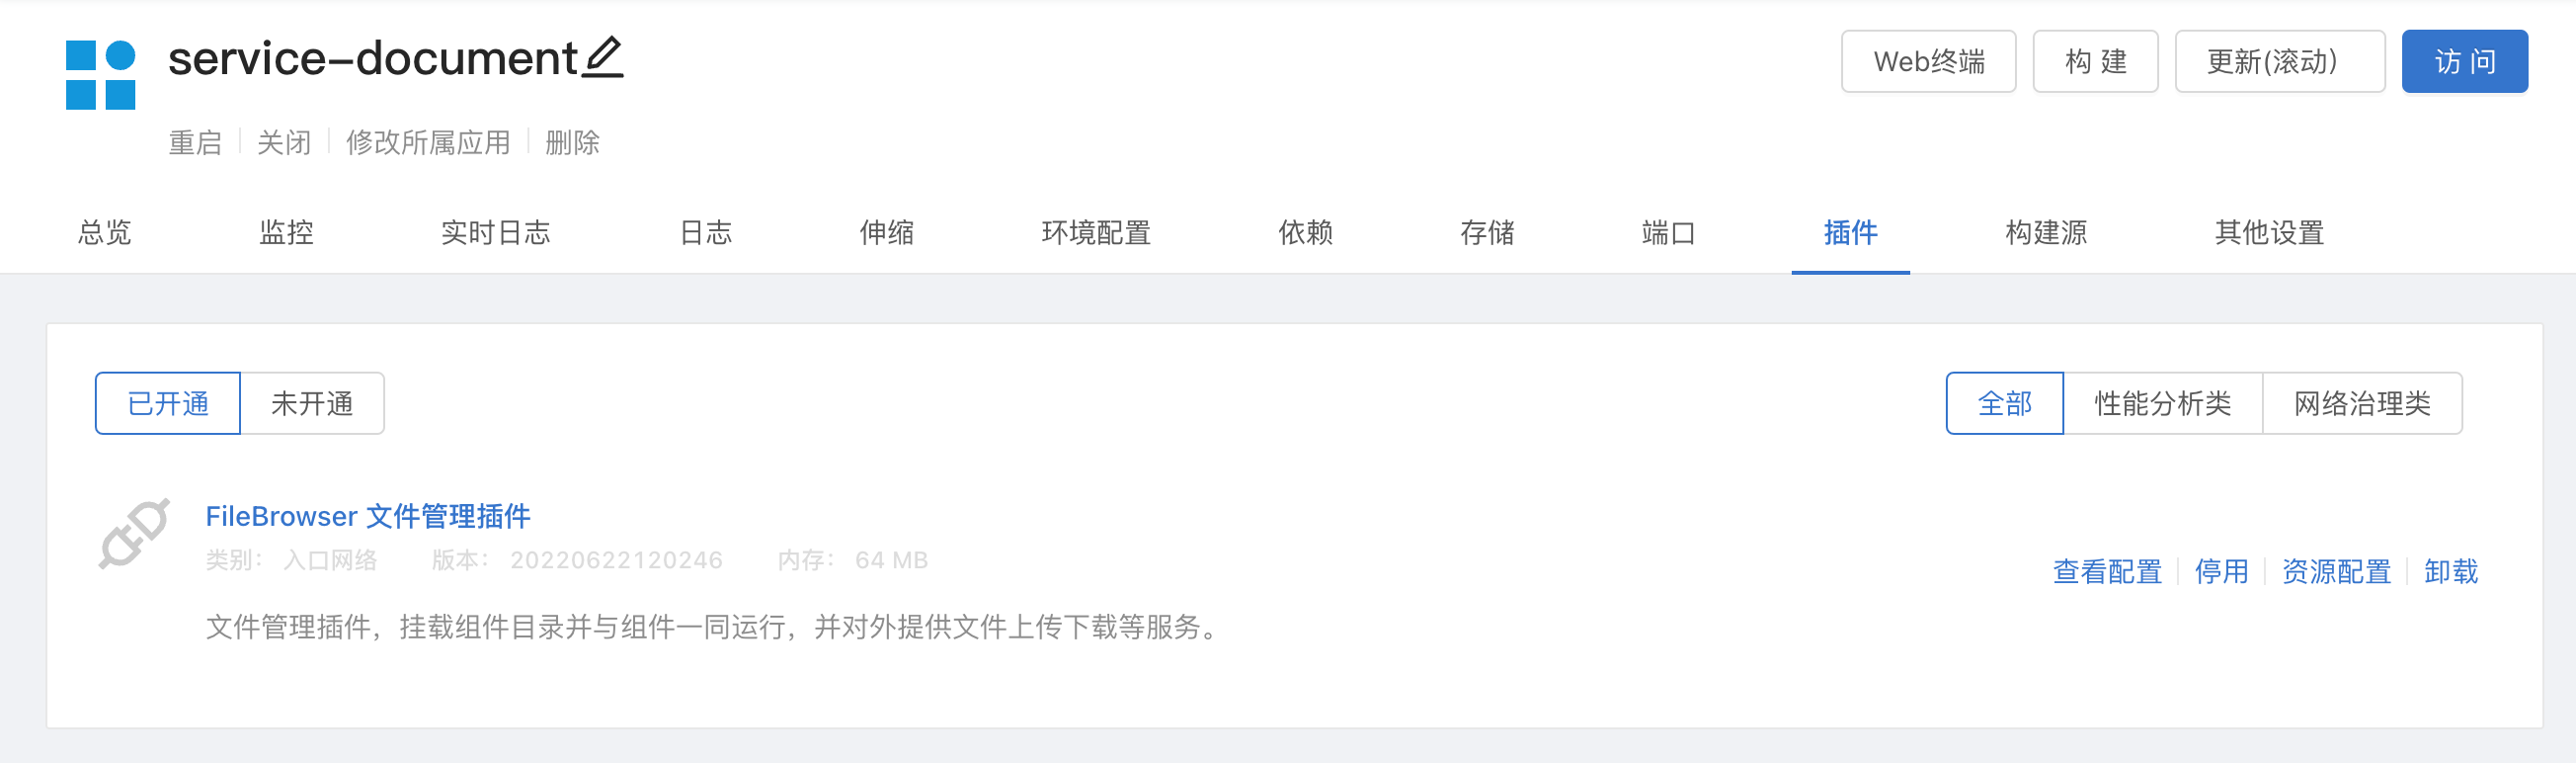 service-document
Web终端 构 建 更新(滚动) 访 问
重启 关闭 修改所属应用 删除
总览 监控 实时日志 日志 伸缩 环境配置 依赖 存储 端口 插件 构建源 其他设置
已开通 未开通 全部 性能分析类 网络治理类
FileBrowser 文件管理插件
类别： 入口网络 版本： 20220622120246 内存： 64 MB
查看配置 停用 资源配置 卸载
文件管理插件，挂载组件目录并与组件一同运行，并对外提供文件上传下载等服务。